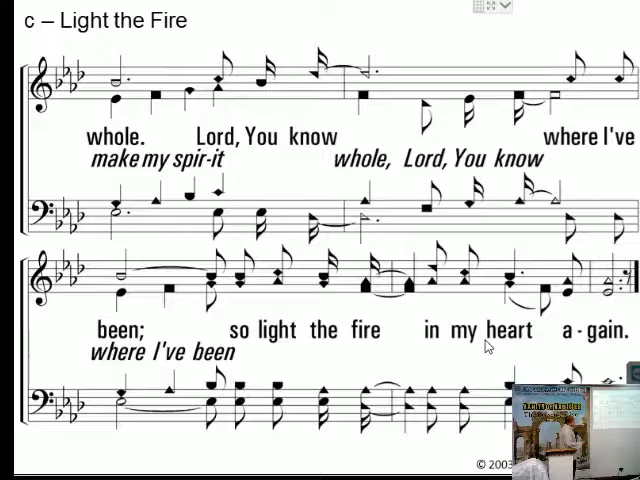 c – Light the Fire
whole. Lord, You know where I've
make my spir-it whole, Lord, You know
been; so light the fire in my heart a - gain.
where I've been
© 2003